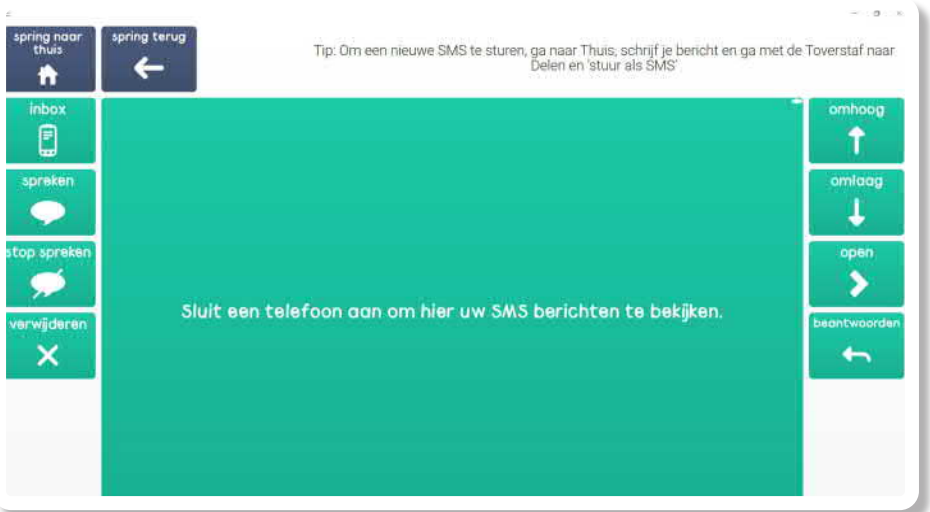 spring naar
thuis
spring terug
Tip: Om een nieuwe SMS te sturen, ga naar Thuis, schrijf je bericht en ga met de Toverstaf naar
Delen en 'stuur als SMS'
inbox
omhoog
spreken
omlaag
stop spreken
open
Sluit een telefoon aan om hier uw SMS berichten te bekijken.
verwijderen
beantwoorden